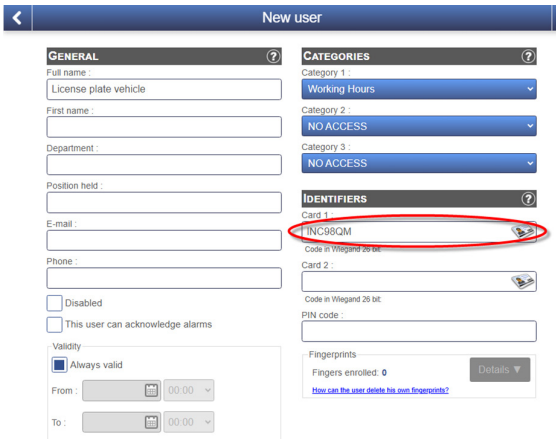 New user
GENERAL ?
Full name :
License plate vehicle
First name :
Department :
Position held :
E-mail :
Phone :
Disabled
This user can acknowledge alarms
Validity
Always valid
From : 00:00
To : 00:00
CATEGORIES ?
Category 1 :
Working Hours
Category 2 :
NO ACCESS
Category 3 :
NO ACCESS
IDENTIFIERS ?
Card 1 :
INC98QM
Code in Wiegand 26 bit.
Card 2 :
Code in Wiegand 26 bit.
PIN code :
Fingerprints
Fingers enrolled: 0
Details ▼
How can the user delete his own fingerprints?